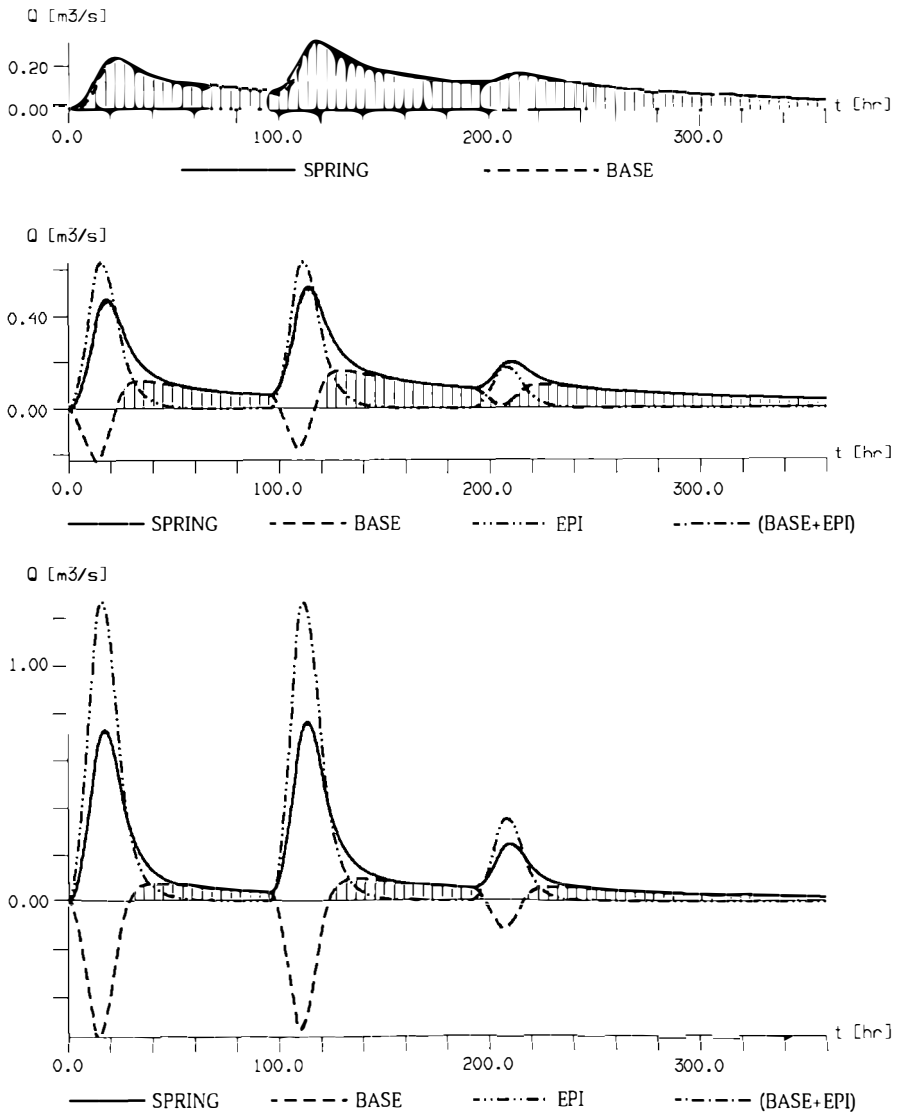 Q [m3/s]
0.20
0.00
t [hr]
0.0 100.0 200.0 300.0
SPRING BASE
Q [m3/s]
0.40
0.00
t [hr]
0.0 100.0 200.0 300.0
SPRING BASE EPI (BASE+EPI)
Q [m3/s]
1.00
0.00
t [hr]
0.0 100.0 200.0 300.0
SPRING BASE EPI (BASE+EPI)